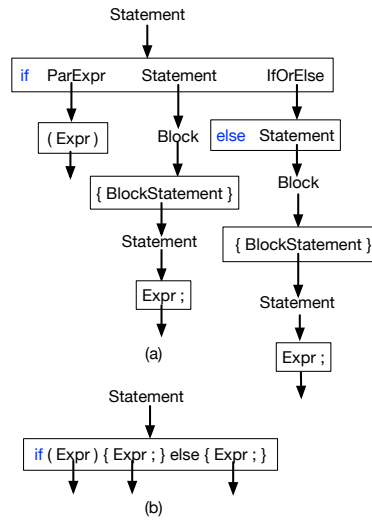 Statement
if ParExpr Statement IfOrElse
( Expr ) Block else Statement
{ BlockStatement } Block
Statement { BlockStatement }
Expr ; Statement
(a) Expr ;
Statement
if ( Expr ) { Expr ; } else { Expr ; }
(b)